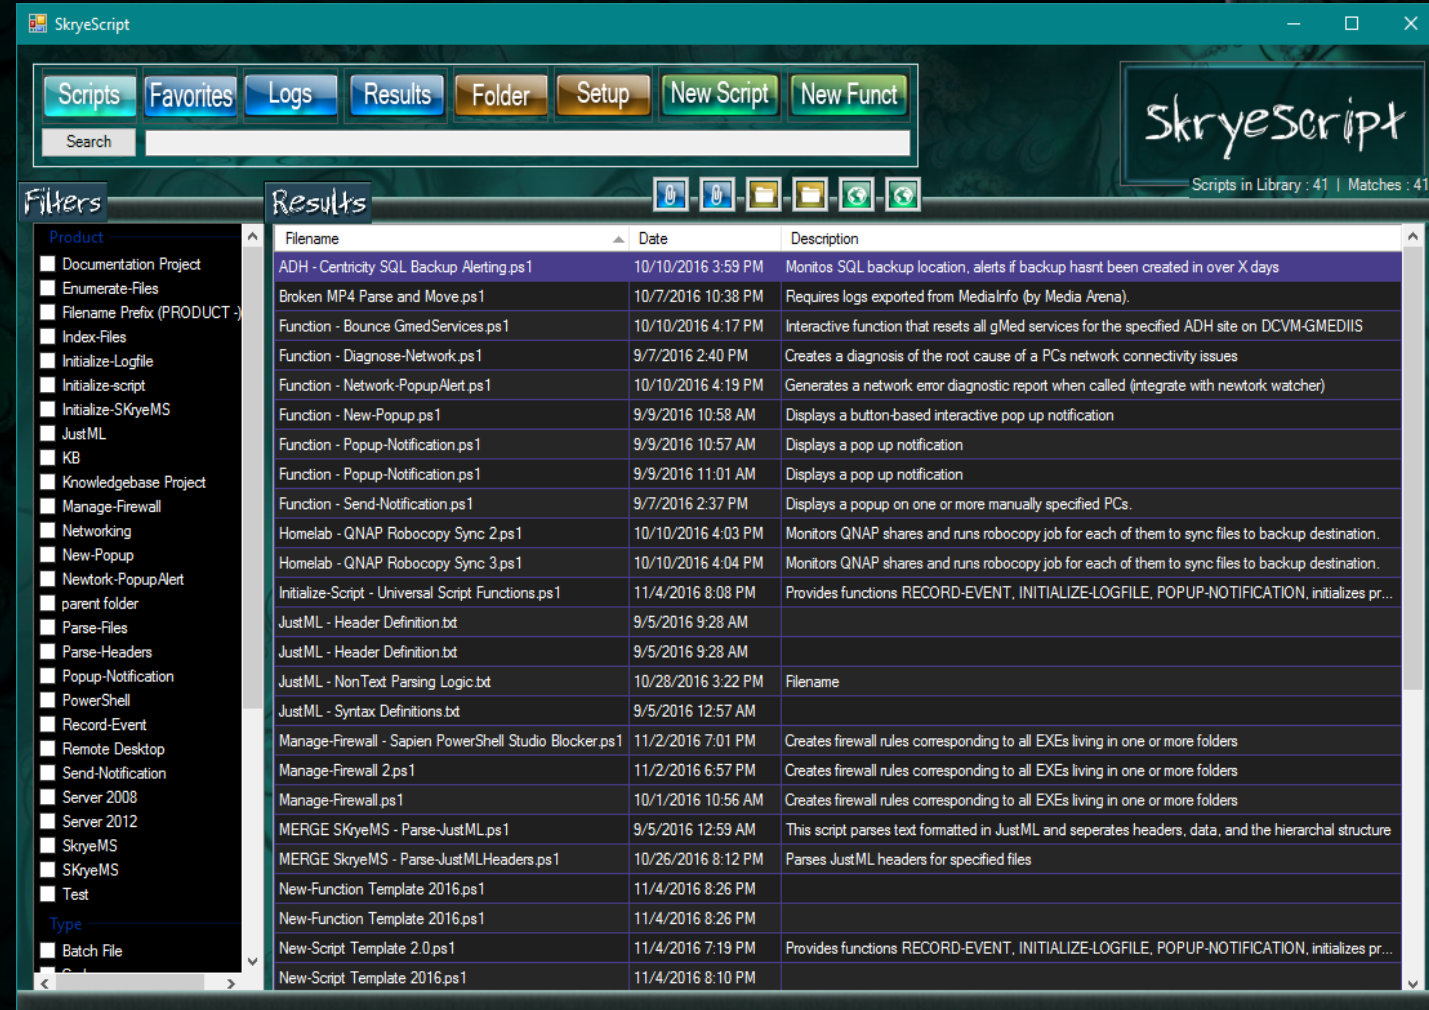 SkryeScript
Scripts Favorites Logs Results Folder Setup New Script New Funct
Search
skryescript
Scripts in Library : 41 | Matches : 41
Filters
Results
Product
Documentation Project
Enumerate-Files
Filename Prefix (PRODUCT -)
Index-Files
Initialize-Logfile
Initialize-script
Initialize-SKryeMS
JustML
KB
Knowledgebase Project
Manage-Firewall
Networking
New-Popup
Newtork-PopupAlert
parent folder
Parse-Files
Parse-Headers
Popup-Notification
PowerShell
Record-Event
Remote Desktop
Send-Notification
Server 2008
Server 2012
SkryeMS
SKryeMS
Test
Type
Batch File
Filename Date Description
ADH - Centricity SQL Backup Alerting.ps1 10/10/2016 3:59 PM Monitos SQL backup location, alerts if backup hasnt been created in over X days
Broken MP4 Parse and Move.ps1 10/7/2016 10:38 PM Requires logs exported from MediaInfo (by Media Arena).
Function - Bounce GmedServices.ps1 10/10/2016 4:17 PM Interactive function that resets all gMed services for the specified ADH site on DCVM-GMEDIIS
Function - Diagnose-Network.ps1 9/7/2016 2:40 PM Creates a diagnosis of the root cause of a PCs network connectivity issues
Function - Network-PopupAlert.ps1 10/10/2016 4:19 PM Generates a network error diagnostic report when called (integrate with newtork watcher)
Function - New-Popup.ps1 9/9/2016 10:58 AM Displays a button-based interactive pop up notification
Function - Popup-Notification.ps1 9/9/2016 10:57 AM Displays a pop up notification
Function - Popup-Notification.ps1 9/9/2016 11:01 AM Displays a pop up notification
Function - Send-Notification.ps1 9/7/2016 2:37 PM Displays a popup on one or more manually specified PCs.
Homelab - QNAP Robocopy Sync 2.ps1 10/10/2016 4:03 PM Monitors QNAP shares and runs robocopy job for each of them to sync files to backup destination.
Homelab - QNAP Robocopy Sync 3.ps1 10/10/2016 4:04 PM Monitors QNAP shares and runs robocopy job for each of them to sync files to backup destination.
Initialize-Script - Universal Script Functions.ps1 11/4/2016 8:08 PM Provides functions RECORD-EVENT, INITIALIZE-LOGFILE, POPUP-NOTIFICATION, initializes pr...
JustML - Header Definition.txt 9/5/2016 9:28 AM
JustML - Header Definition.txt 9/5/2016 9:28 AM
JustML - NonText Parsing Logic.txt 10/28/2016 3:22 PM Filename
JustML - Syntax Definitions.txt 9/5/2016 12:57 AM
Manage-Firewall - Sapien PowerShell Studio Blocker.ps1 11/2/2016 7:01 PM Creates firewall rules corresponding to all EXEs living in one or more folders
Manage-Firewall 2.ps1 11/2/2016 6:57 PM Creates firewall rules corresponding to all EXEs living in one or more folders
Manage-Firewall.ps1 10/1/2016 10:56 AM Creates firewall rules corresponding to all EXEs living in one or more folders
MERGE SKryeMS - Parse-JustML.ps1 9/5/2016 12:59 AM This script parses text formatted in JustML and seperates headers, data, and the hierarchal structure
MERGE SkryeMS - Parse-JustMLHeaders.ps1 10/26/2016 8:12 PM Parses JustML headers for specified files
New-Function Template 2016.ps1 11/4/2016 8:26 PM
New-Function Template 2016.ps1 11/4/2016 8:26 PM
New-Script Template 2.0.ps1 11/4/2016 7:19 PM Provides functions RECORD-EVENT, INITIALIZE-LOGFILE, POPUP-NOTIFICATION, initializes pr...
New-Script Template 2016.ps1 11/4/2016 8:10 PM